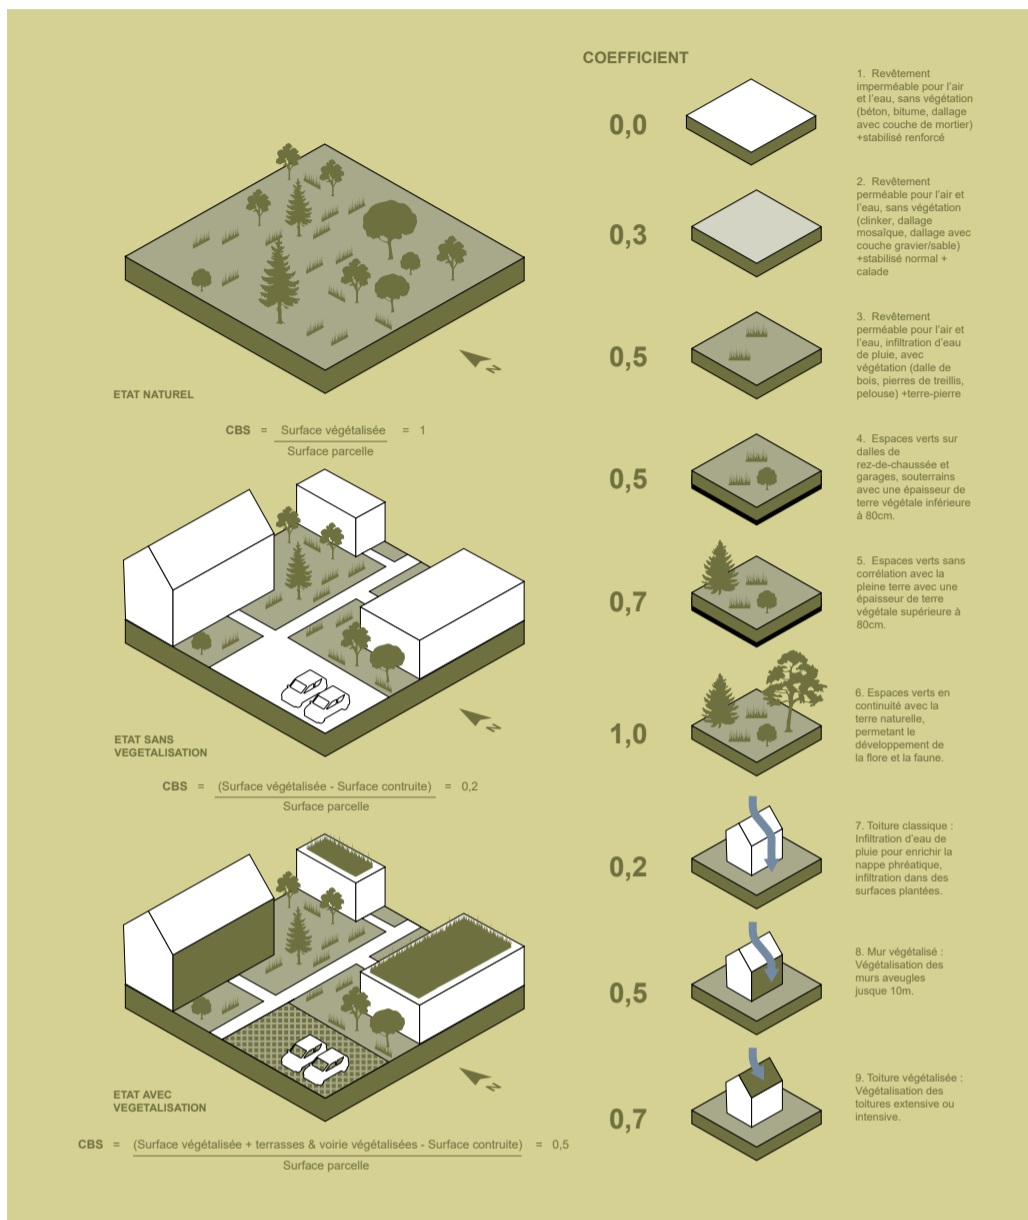 COEFFICIENT
0,0
1. Revêtement
imperméable pour l'air
et l'eau, sans végétation
(béton, bitume, dallage
avec couche de mortier)
+stabilisé renforcé
0,3
2. Revêtement
perméable pour l'air et
l'eau, sans végétation
(clinker, dallage
mosaîque, dallage avec
couche gravier/sable)
+stabilisé normal +
calade
0,5
3. Revêtement
perméable pour l'air et
l'eau, infiltration d'eau
de pluie, avec
végétation (dalle de
bois, pierres de treillis,
pelouse) +terre-pierre
0,5
4. Espaces verts sur
dalles de
rez-de-chaussée et
garages, souterrains
avec une épaisseur de
terre végétale inférieure
à 80cm.
0,7
5. Espaces verts sans
corrélation avec la
pleine terre avec une
épaisseur de terre
végétale supérieure à
80cm.
1,0
6. Espaces verts en
continuité avec la
terre naturelle,
permetant le
développement de
la flore et la faune.
0,2
7. Toiture classique :
Infiltration d'eau de
pluie pour enrichir la
nappe phréatique,
infiltration dans des
surfaces plantées.
0,5
8. Mur végétalisé :
Végétalisation des
murs aveugles
jusque 10m.
0,7
9. Toiture végétalisée :
Végétalisation des
toitures extensive ou
intensive.
N
ETAT NATUREL
CBS = Surface végétalisée = 1
Surface parcelle
N
ETAT SANS
VEGETALISATION
CBS = (Surface végétalisée - Surface contruite) = 0,2
Surface parcelle
N
ETAT AVEC
VEGETALISATION
CBS = (Surface végétalisée + terrasses & voirie végétalisées - Surface contruite) = 0,5
Surface parcelle